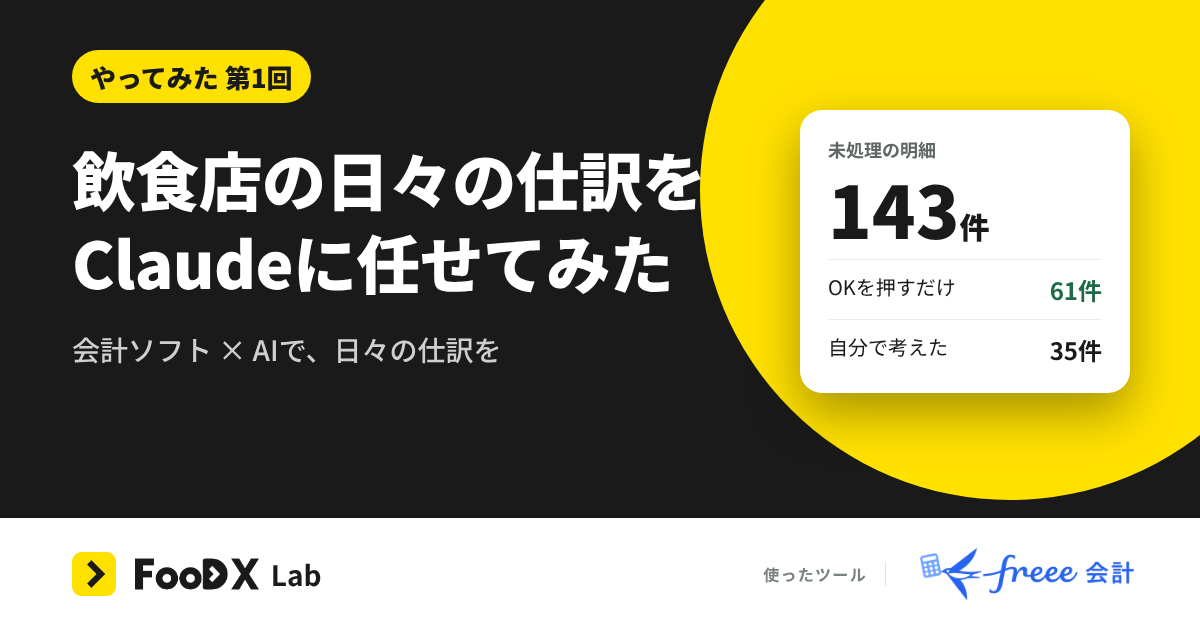 やってみた 第1回
飲食店の日々の仕訳を
Claudeに任せてみた
会計ソフト × AIで、日々の仕訳を
未処理の明細
143件
OKを押すだけ 61件
自分で考えた 35件
FooDX Lab
使ったツール
freee 会計